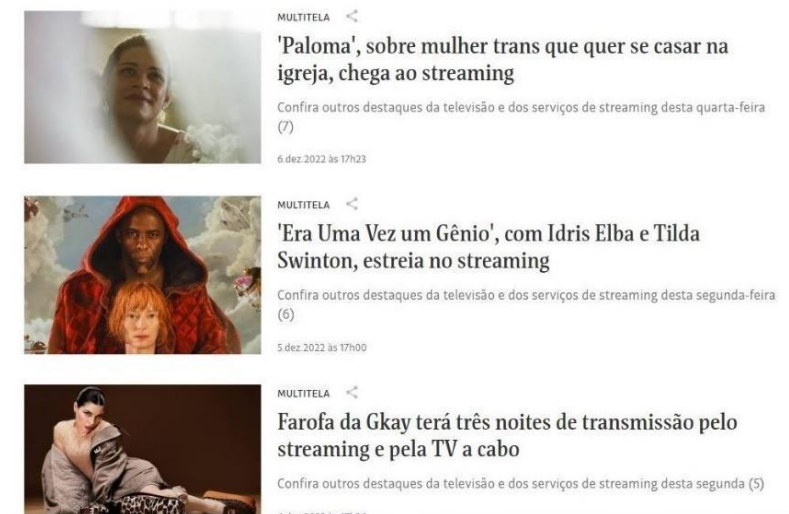 MULTITELA
'Paloma', sobre mulher trans que quer se casar na
igreja, chega ao streaming
Confira outros destaques da televisão e dos serviços de streaming desta quarta-feira
(7)
6.dez.2022 às 17h23
MULTITELA
'Era Uma Vez um Gênio', com Idris Elba e Tilda
Swinton, estreia no streaming
Confira outros destaques da televisão e dos serviços de streaming desta segunda-feira
(6)
5.dez.2022 às 17h00
MULTITELA
Farofa da Gkay terá três noites de transmissão pelo
streaming e pela TV a cabo
Confira outros destaques da televisão e dos serviços de streaming desta segunda (5)